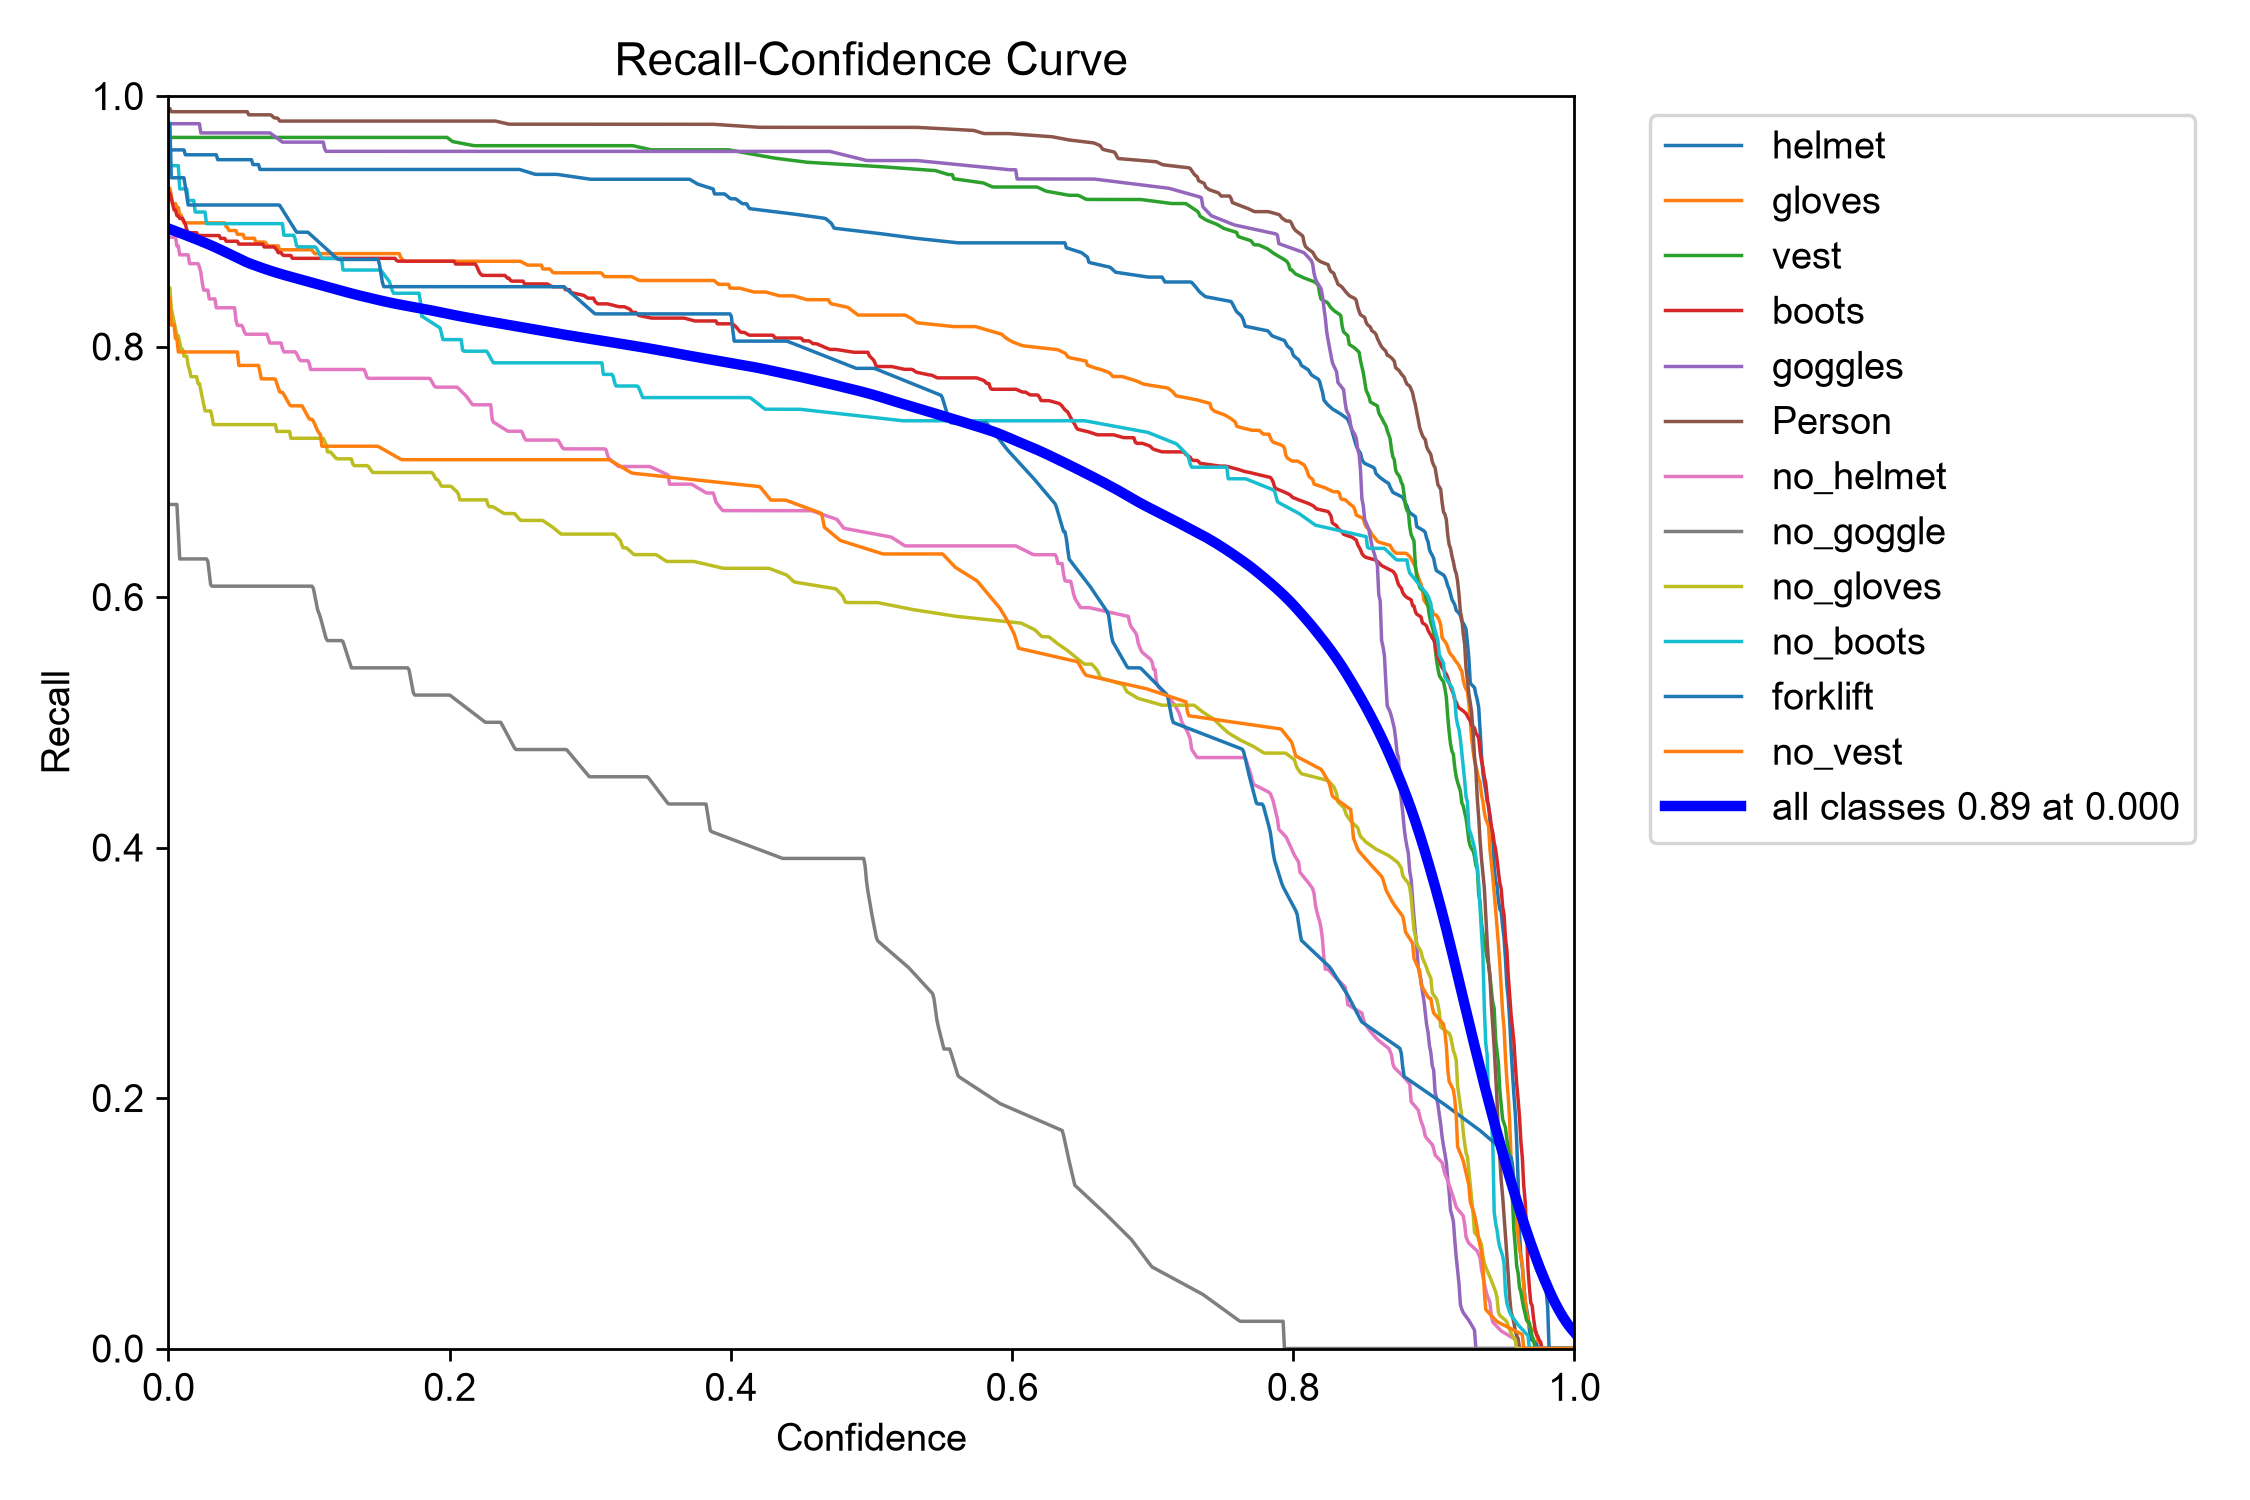 Recall-Confidence Curve
1.0
0.8
0.6
0.4
0.2
0.0
Recall
0.0 0.2 0.4 0.6 0.8 1.0
Confidence
helmet
gloves
vest
boots
goggles
Person
no_helmet
no_goggle
no_gloves
no_boots
forklift
no_vest
all classes 0.89 at 0.000